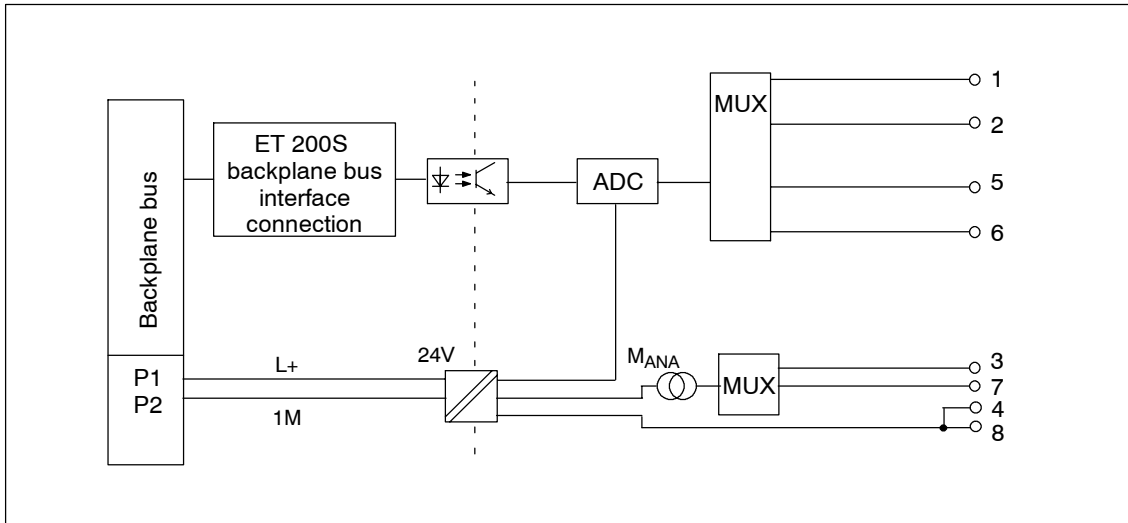 Backplane bus
P1
P2
ET 200S
backplane bus
interface
connection
ADC
MUX
1
2
5
6
L+
1M
24V
MANA
MUX
3
7
4
8